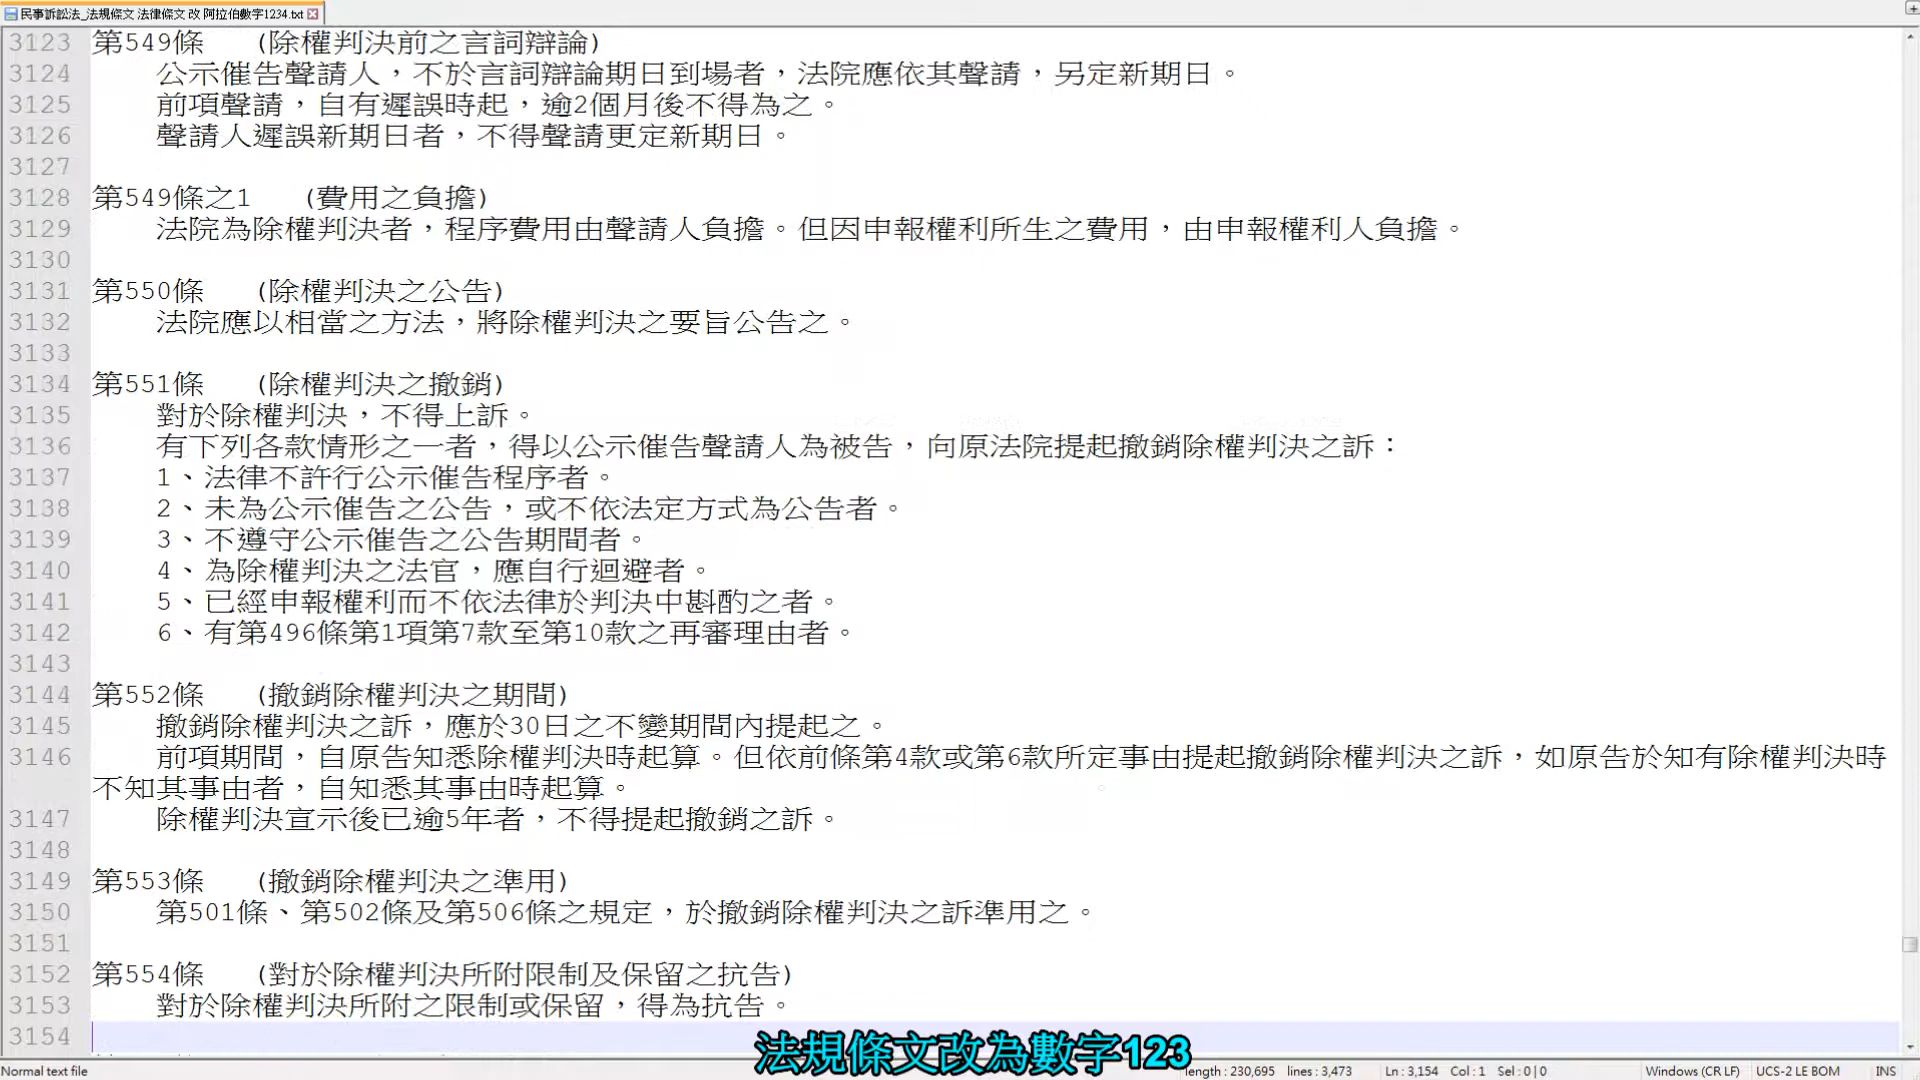 民事訴訟法_法規條文 法律條文 改 阿拉伯數字1234.txt
3123 第549條 (除權判決前之言詞辯論)
3124 公示催告聲請人，不於言詞辯論期日到場者，法院應依其聲請，另定新期日。
3125 前項聲請，自有遲誤時起，逾2個月後不得為之。
3126 聲請人遲誤新期日者，不得聲請更定新期日。
3127
3128 第549條之1 (費用之負擔)
3129 法院為除權判決者，程序費用由聲請人負擔。但因申報權利所生之費用，由申報權利人負擔。
3130
3131 第550條 (除權判決之公告)
3132 法院應以相當之方法，將除權判決之要旨公告之。
3133
3134 第551條 (除權判決之撤銷)
3135 對於除權判決，不得上訴。
3136 有下列各款情形之一者，得以公示催告聲請人為被告，向原法院提起撤銷除權判決之訴：
3137 1、法律不許行公示催告程序者。
3138 2、未為公示催告之公告，或不依法定方式為公告者。
3139 3、不遵守公示催告之公告期間者。
3140 4、為除權判決之法官，應自行迴避者。
3141 5、已經申報權利而不依法律於判決中斟酌之者。
3142 6、有第496條第1項第7款至第10款之再審理由者。
3143
3144 第552條 (撤銷除權判決之期間)
3145 撤銷除權判決之訴，應於30日之不變期間內提起之。
3146 前項期間，自原告知悉除權判決時起算。但依前條第4款或第6款所定事由提起撤銷除權判決之訴，如原告於知有除權判決時
不知其事由者，自知悉其事由時起算。
3147 除權判決宣示後已逾5年者，不得提起撤銷之訴。
3148
3149 第553條 (撤銷除權判決之準用)
3150 第501條、第502條及第506條之規定，於撤銷除權判決之訴準用之。
3151
3152 第554條 (對於除權判決所附限制及保留之抗告)
3153 對於除權判決所附之限制或保留，得為抗告。
3154
法規條文改為數字123
Normal text file length : 230,695 lines : 3,473 Ln : 3,154 Col : 1 Sel : 0 | 0 Windows (CR LF) UCS-2 LE BOM INS